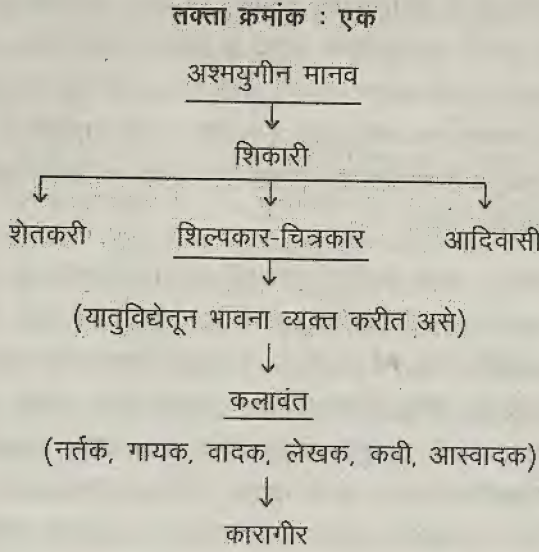 तक्ता क्रमांक : एक
अश्मयुगीन मानव
शिकारी
शेतकरी शिल्पकार-चित्रकार आदिवासी
(यातुविद्येतून भावना व्यक्त करीत असे)
कलावंत
(नर्तक, गायक, वादक, लेखक, कवी, आस्वादक)
कारागीर